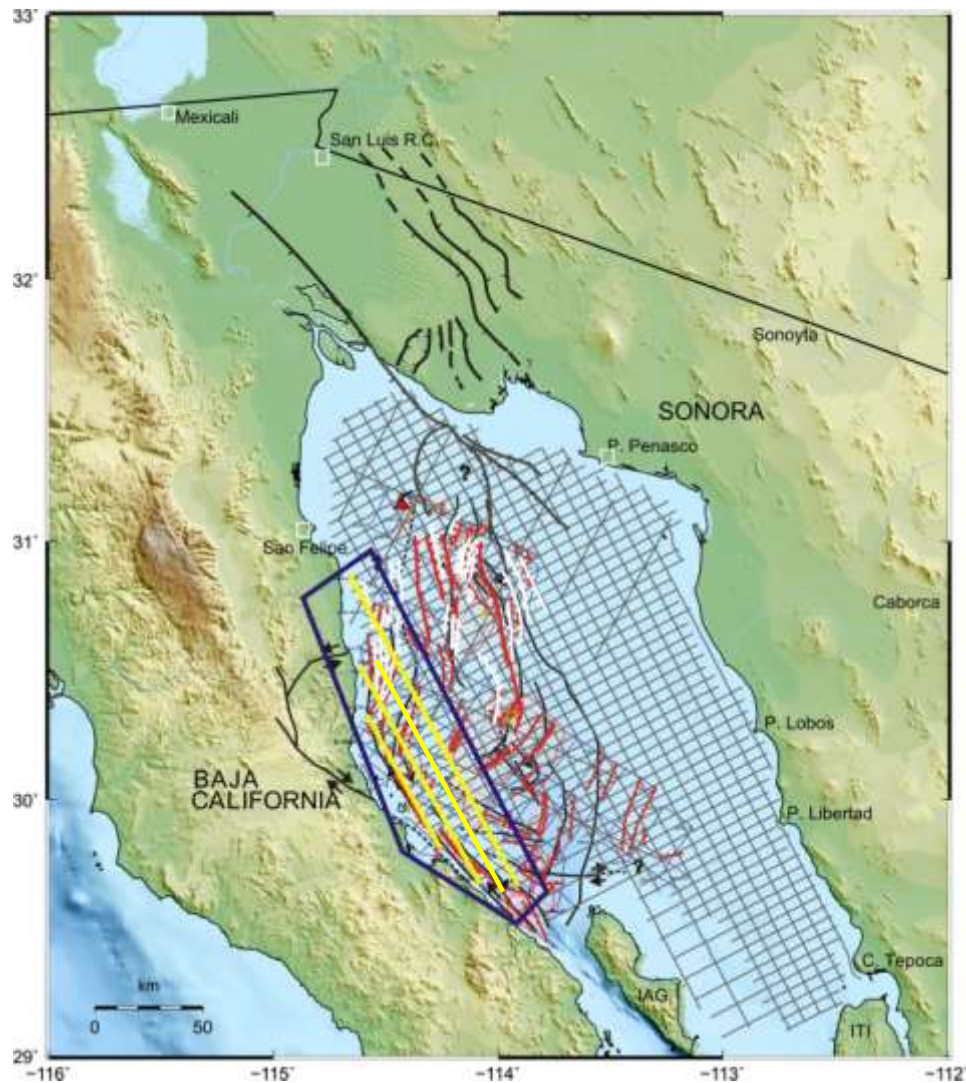 33°
Mexicali
San Luis R.C.
32°
Sonoyta
SONORA
P. Penasco
?
31°
Sao Felipe
Caborca
P. Lobos
BAJA
CALIFORNIA
30°
P. Libertad
?
C. Tepoca
km
0 50
IAG
ITI
29°
-116° -115° -114° -113° -112°